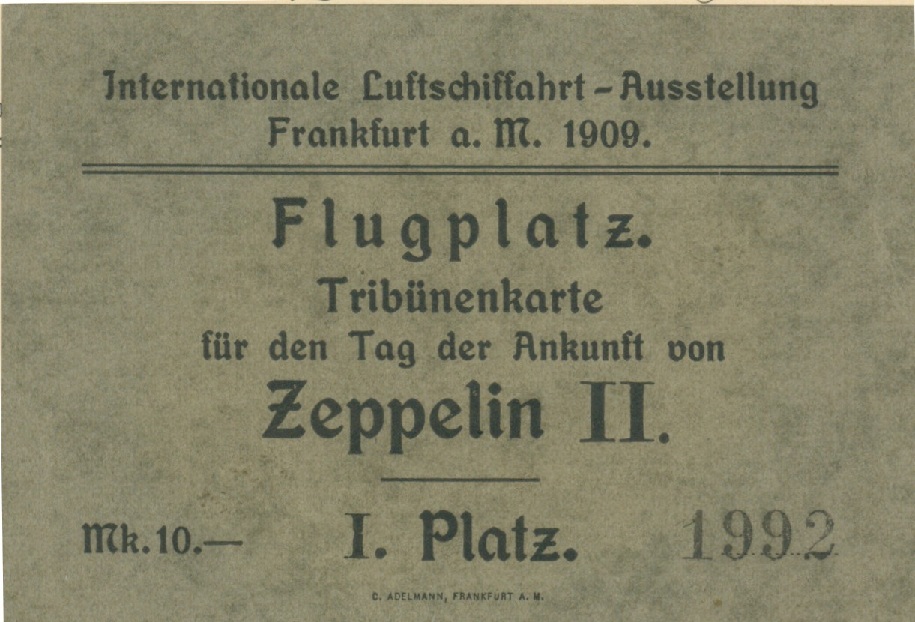 Internationale Luftschiffahrt-Ausstellung
Frankfurt a. M. 1909.
Flugplatz.
Tribünenkarte
für den Tag der Ankunft von
Zeppelin II.
Mk. 10.— I. Platz. 1992
C. ADELMANN, FRANKFURT A. M.